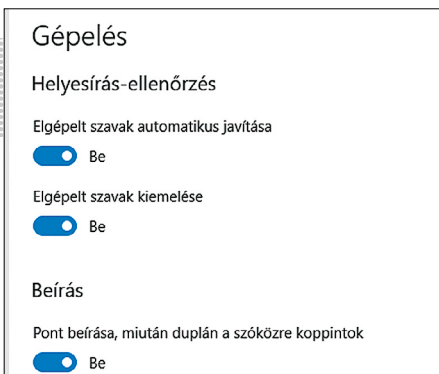 Gépelés
Helyesírás-ellenőrzés
Elgépelt szavak automatikus javítása
Be
Elgépelt szavak kiemelése
Be
Beírás
Pont beírása, miután duplán a szóközre koppintok
Be